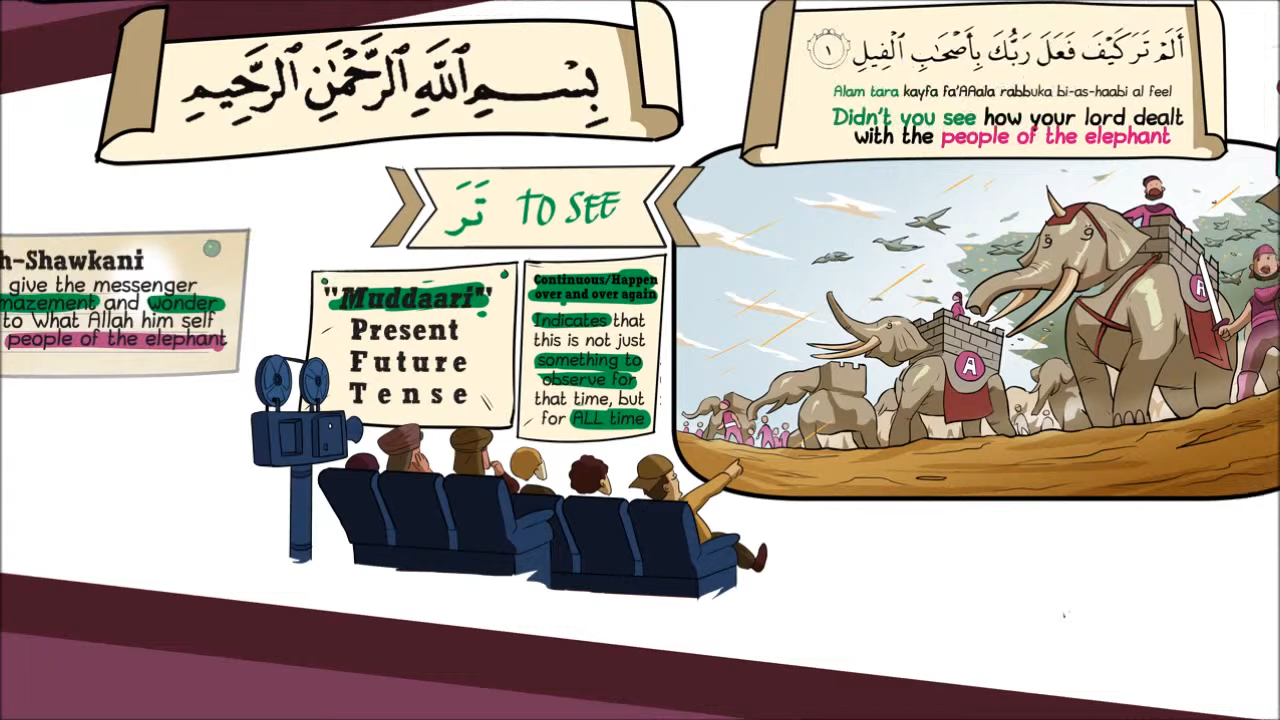 بِسْمِ ٱللَّهِ ٱلرَّحْمَٰنِ ٱلرَّحِيمِ
أَلَمْ تَرَ كَيْفَ فَعَلَ رَبُّكَ بِأَصْحَٰبِ ٱلْفِيلِ ١
Alam tara kayfa fa'AAala rabbuka bi-as-haabi al feel
Didn't you see how your lord dealt
with the people of the elephant
تَرَ TO SEE
h-Shawkani
give the messenger
mazement and wonder
to What Allah him self
people of the elephant
"Muddaari"
Present
Future
Tense
Continuous/Happen
over and over again
Indicates that
this is not just
something to
observe for
that time, but
for ALL time
A
A